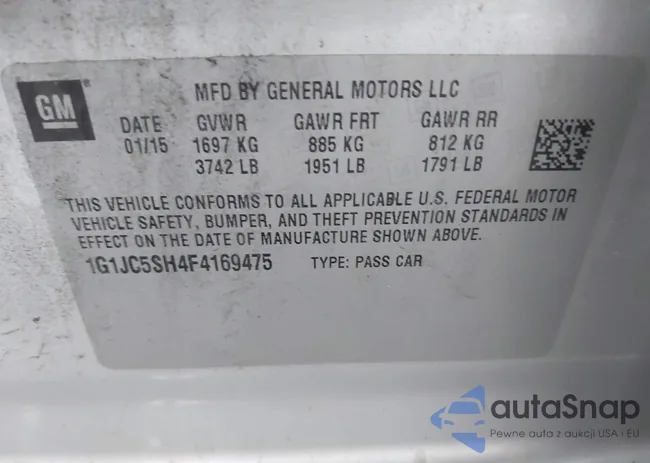 GM
MFD BY GENERAL MOTORS LLC
DATE GVWR GAWR FRT GAWR RR
01/15 1697 KG 885 KG 812 KG
3742 LB 1951 LB 1791 LB
THIS VEHICLE CONFORMS TO ALL APPLICABLE U.S. FEDERAL MOTOR
VEHICLE SAFETY, BUMPER, AND THEFT PREVENTION STANDARDS IN
EFFECT ON THE DATE OF MANUFACTURE SHOWN ABOVE.
1G1JC5SH4F4169475 TYPE: PASS CAR
autaSnap
Pewne auta z aukcji USA i EU